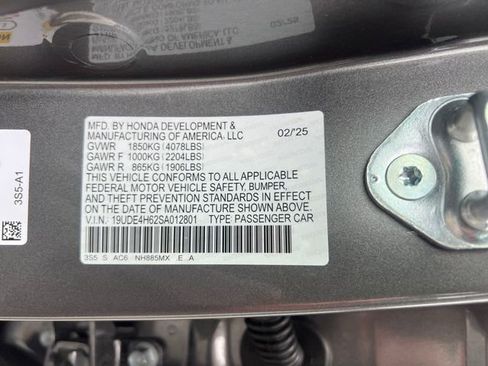 MFD. BY HONDA DEVELOPMENT &
MANUFACTURING OF AMERICA, LLC
02/'25
GVWR 1850KG (4078LBS)
GAWR F 1000KG (2204LBS)
GAWR R 865KG (1906LBS)
THIS VEHICLE CONFORMS TO ALL APPLICABLE
FEDERAL MOTOR VEHICLE SAFETY, BUMPER,
AND THEFT PREVENTION STANDARDS IN EFFECT
ON THE DATE OF MANUFACTURE SHOWN ABOVE.
V.I.N.: 19UDE4H62SA012801 TYPE PASSENGER CAR
3S5 S AC6 NH885MX .E .A
3S5-A1